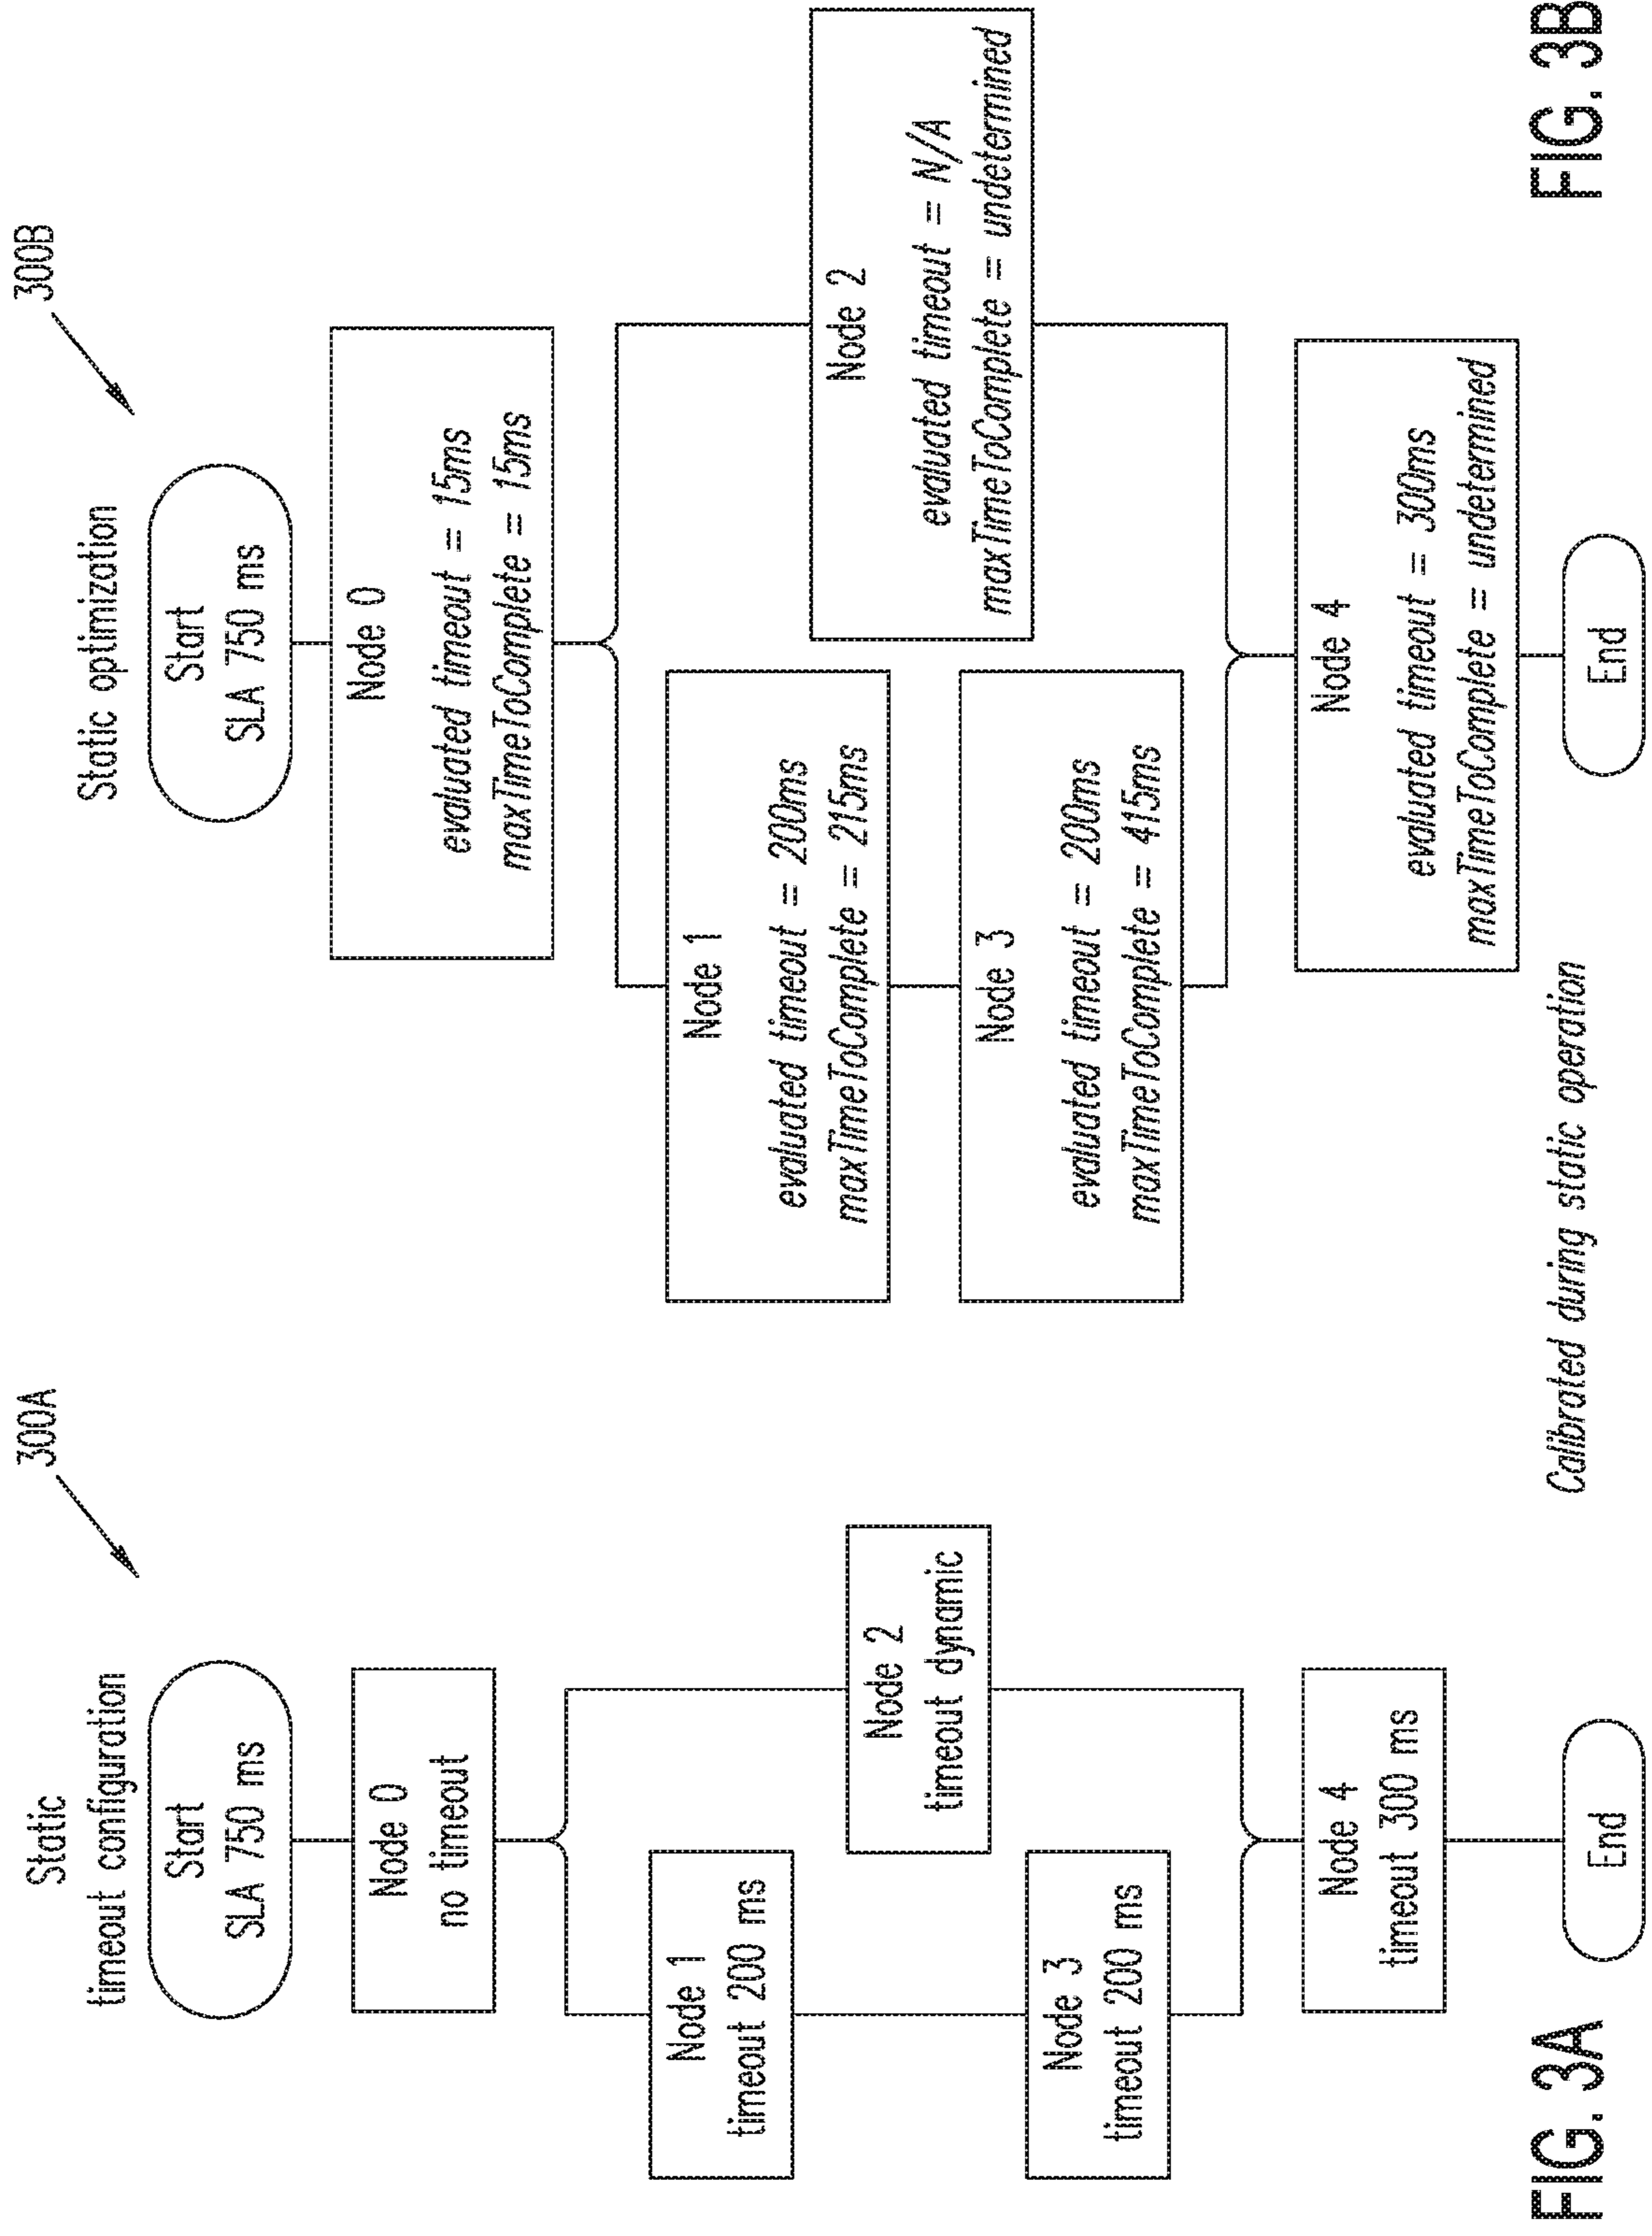 300A
Static
timeout configuration
Start
SLA 750 ms
Node 0
no timeout
Node 1
timeout 200 ms
Node 2
timeout dynamic
Node 3
timeout 200 ms
Node 4
timeout 300 ms
End
FIG. 3A
300B
Static optimization
Start
SLA 750 ms
Node 0
evaluated timeout = 15ms
maxTimeToComplete = 15ms
Node 1
evaluated timeout = 200ms
maxTimeToComplete = 215ms
Node 2
evaluated timeout = N/A
maxTimeToComplete = undetermined
Node 3
evaluated timeout = 200ms
maxTimeToComplete = 415ms
Node 4
evaluated timeout = 300ms
maxTimeToComplete = undetermined
End
Calibrated during static operation
FIG. 3B